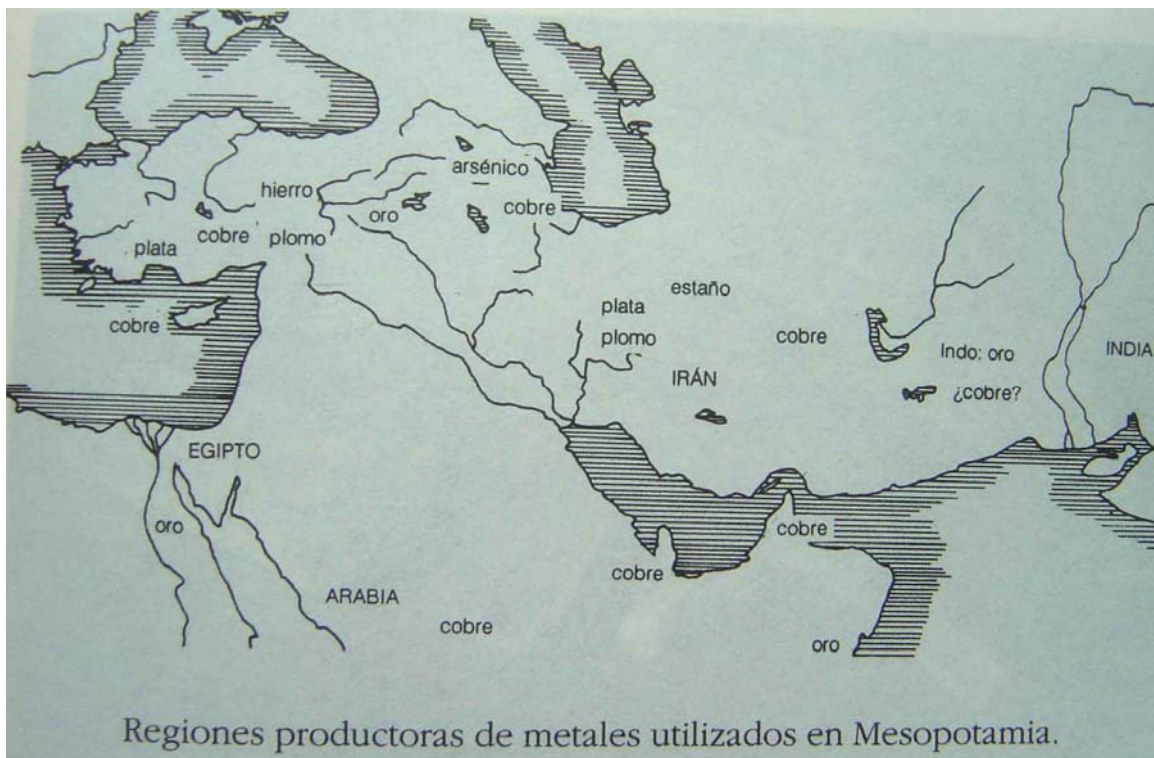 arsénico
hierro
oro
cobre
cobre
plomo
plata
estaño
plata
cobre
plomo
cobre
Indo: oro
INDIA
IRÁN
¿cobre?
EGIPTO
oro
cobre
cobre
ARABIA
cobre
oro
Regiones productoras de metales utilizados en Mesopotamia.